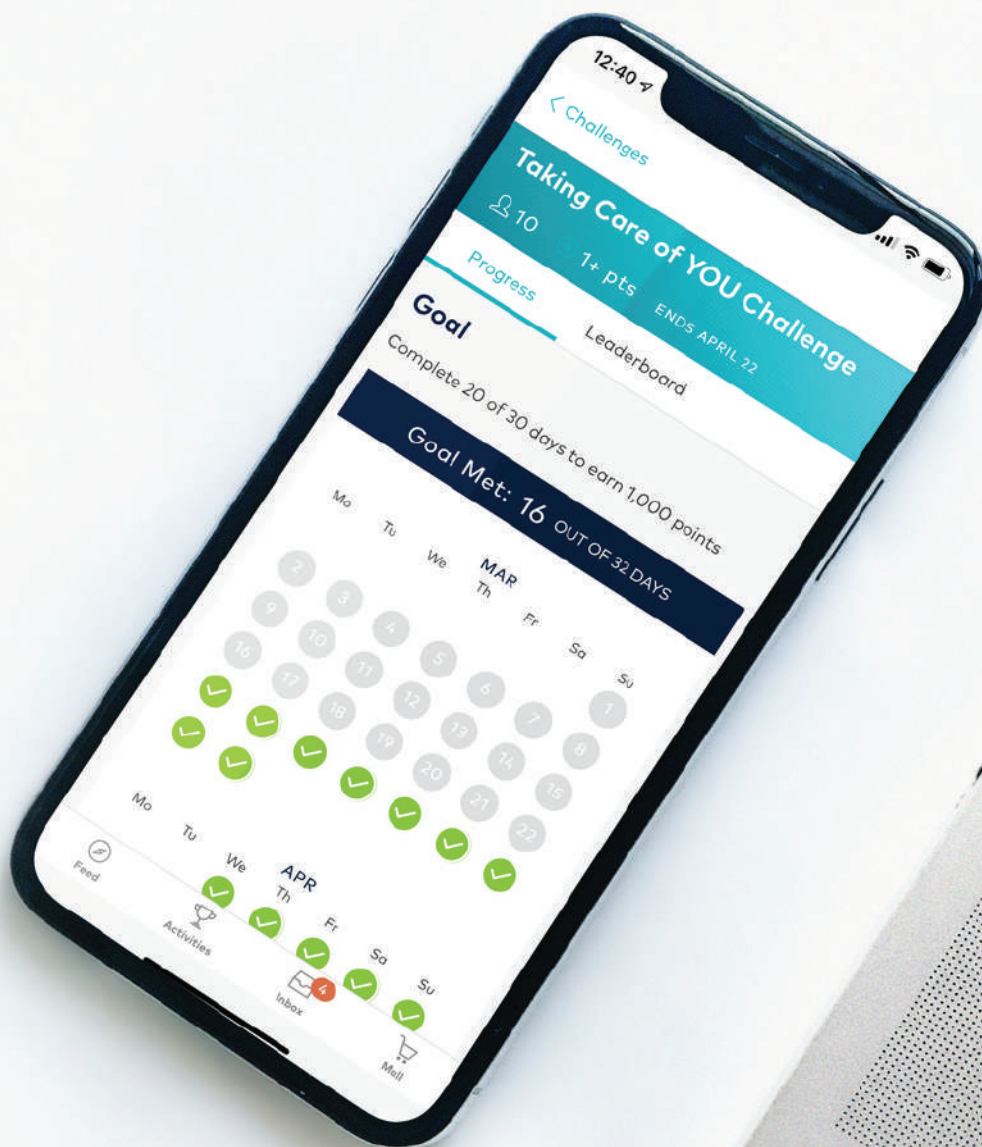 12:40
Challenges
Taking Care of YOU Challenge
10 1+ pts ENDS APRIL 22
Progress Leaderboard
Goal
Complete 20 of 30 days to earn 1,000 points
Goal Met: 16 OUT OF 32 DAYS
MAR
Mo Tu We Th Fr Sa Su
1
2 3 4 5 6 7 8
9 10 11 12 13 14 15
16 17 18 19 20 21 22
APR
Mo Tu We Th Fr Sa Su
Feed Activities Inbox 4 Mall